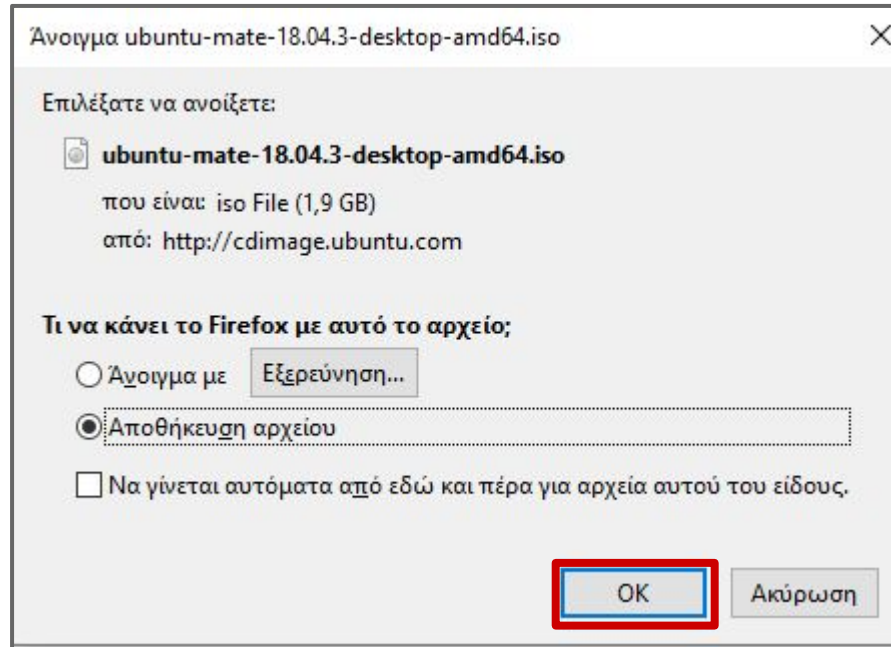 Άνοιγμα ubuntu-mate-18.04.3-desktop-amd64.iso
Επιλέξατε να ανοίξετε:
ubuntu-mate-18.04.3-desktop-amd64.iso
που είναι: iso File (1,9 GB)
από: http://cdimage.ubuntu.com
Τι να κάνει το Firefox με αυτό το αρχείο;
Άνοιγμα με Εξερεύνηση...
Αποθήκευση αρχείου
Να γίνεται αυτόματα από εδώ και πέρα για αρχεία αυτού του είδους.
OK Ακύρωση